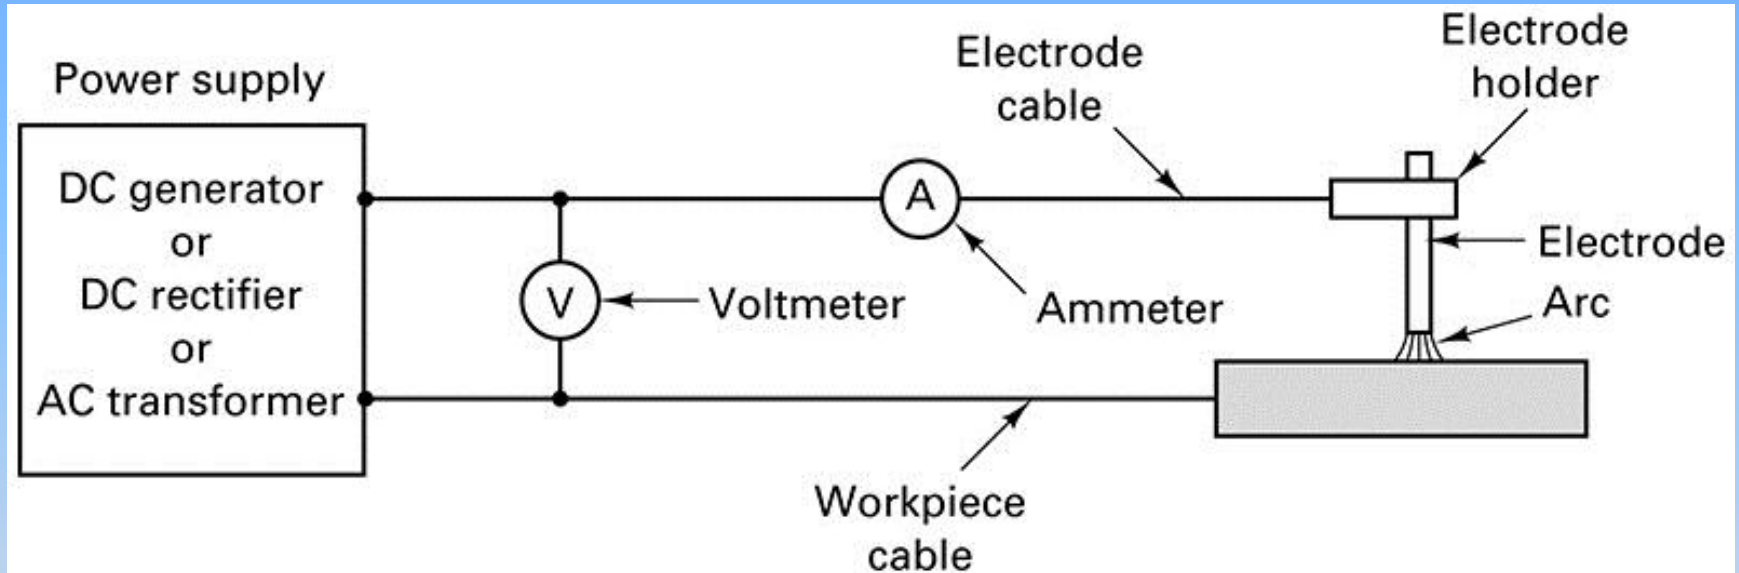 Power supply
DC generator
or
DC rectifier
or
AC transformer
V
Voltmeter
A
Ammeter
Electrode
cable
Electrode
holder
Electrode
Arc
Workpiece
cable